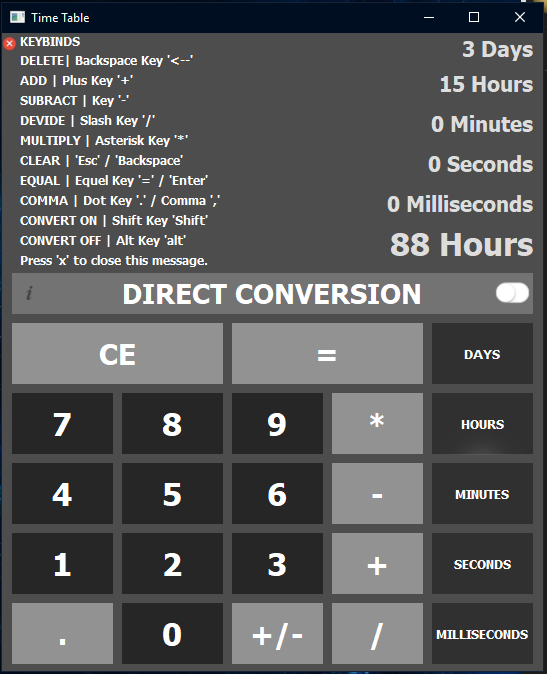 Time Table
KEYBINDS
DELETE| Backspace Key '<--'
ADD | Plus Key '+'
SUBRACT | Key '-'
DEVIDE | Slash Key '/'
MULTIPLY | Asterisk Key '*'
CLEAR | 'Esc' / 'Backspace'
EQUAL | Equel Key '=' / 'Enter'
COMMA | Dot Key '.' / Comma ','
CONVERT ON | Shift Key 'Shift'
CONVERT OFF | Alt Key 'alt'
Press 'x' to close this message.
3 Days
15 Hours
0 Minutes
0 Seconds
0 Milliseconds
88 Hours
i DIRECT CONVERSION
CE = DAYS
7 8 9 * HOURS
4 5 6 - MINUTES
1 2 3 + SECONDS
. 0 +/- / MILLISECONDS